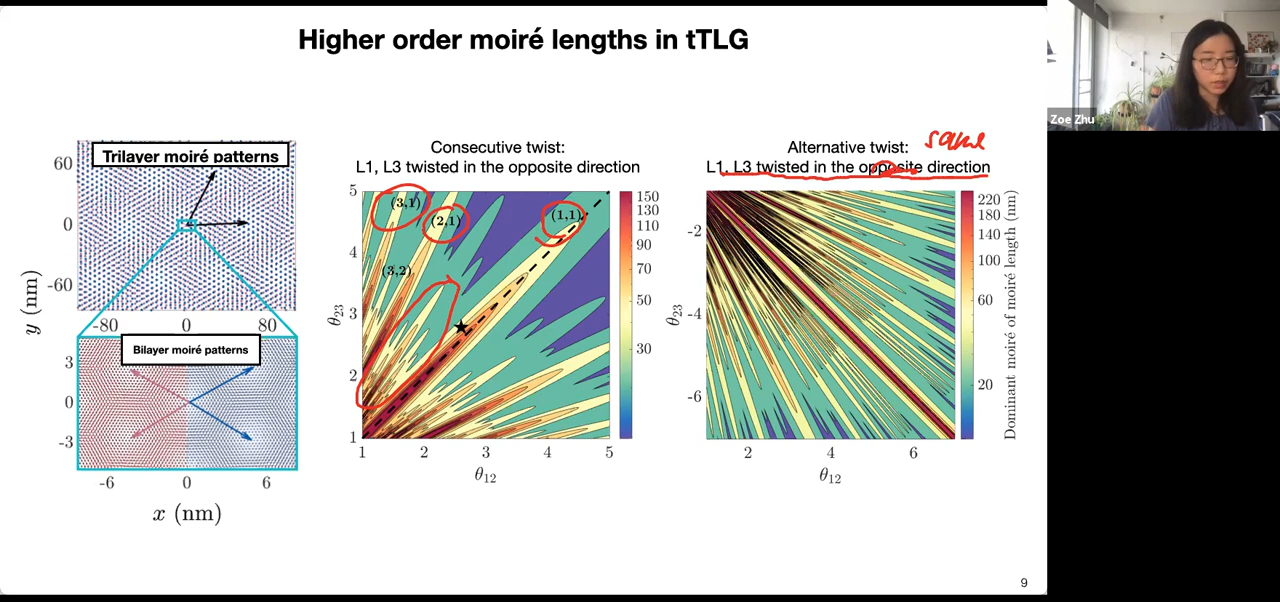 Higher order moiré lengths in tTLG
Zoe Zhu
Trilayer moiré patterns
60
0
-60
-80 0 80
Bilayer moiré patterns
3
0
-3
-6 0 6
x (nm)
y (nm)
Consecutive twist:
L1, L3 twisted in the opposite direction
(3,1)
(2,1)
(1,1)
(3,2)
5
4
3
2
1
1 2 3 4 5
θ23
θ12
150
130
110
90
70
50
30
same
Alternative twist:
L1, L3 twisted in the opposite direction
-2
-4
-6
2 4 6
θ23
θ12
220
180
140
100
60
20
Dominant moiré of moiré length (nm)
9